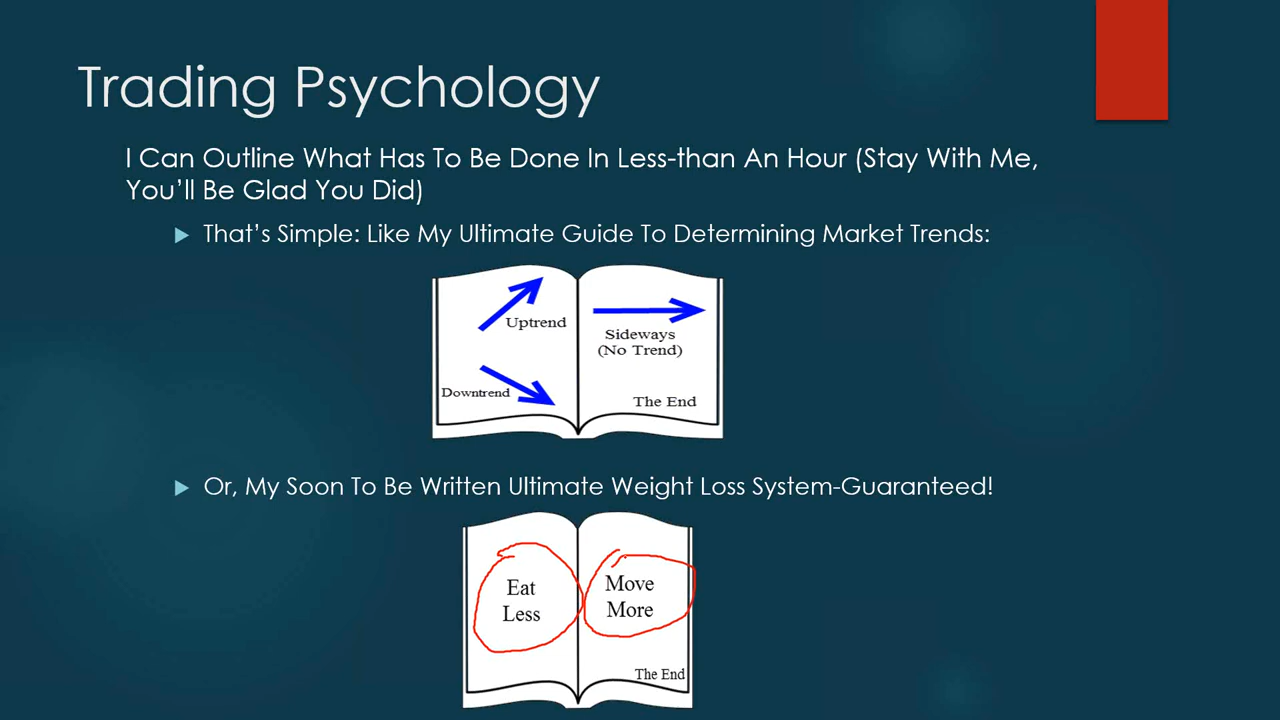 Trading Psychology
I Can Outline What Has To Be Done In Less-than An Hour (Stay With Me,
You'll Be Glad You Did)
That's Simple: Like My Ultimate Guide To Determining Market Trends:
Uptrend
Downtrend
Sideways
(No Trend)
The End
Or, My Soon To Be Written Ultimate Weight Loss System-Guaranteed!
Eat
Less
Move
More
The End